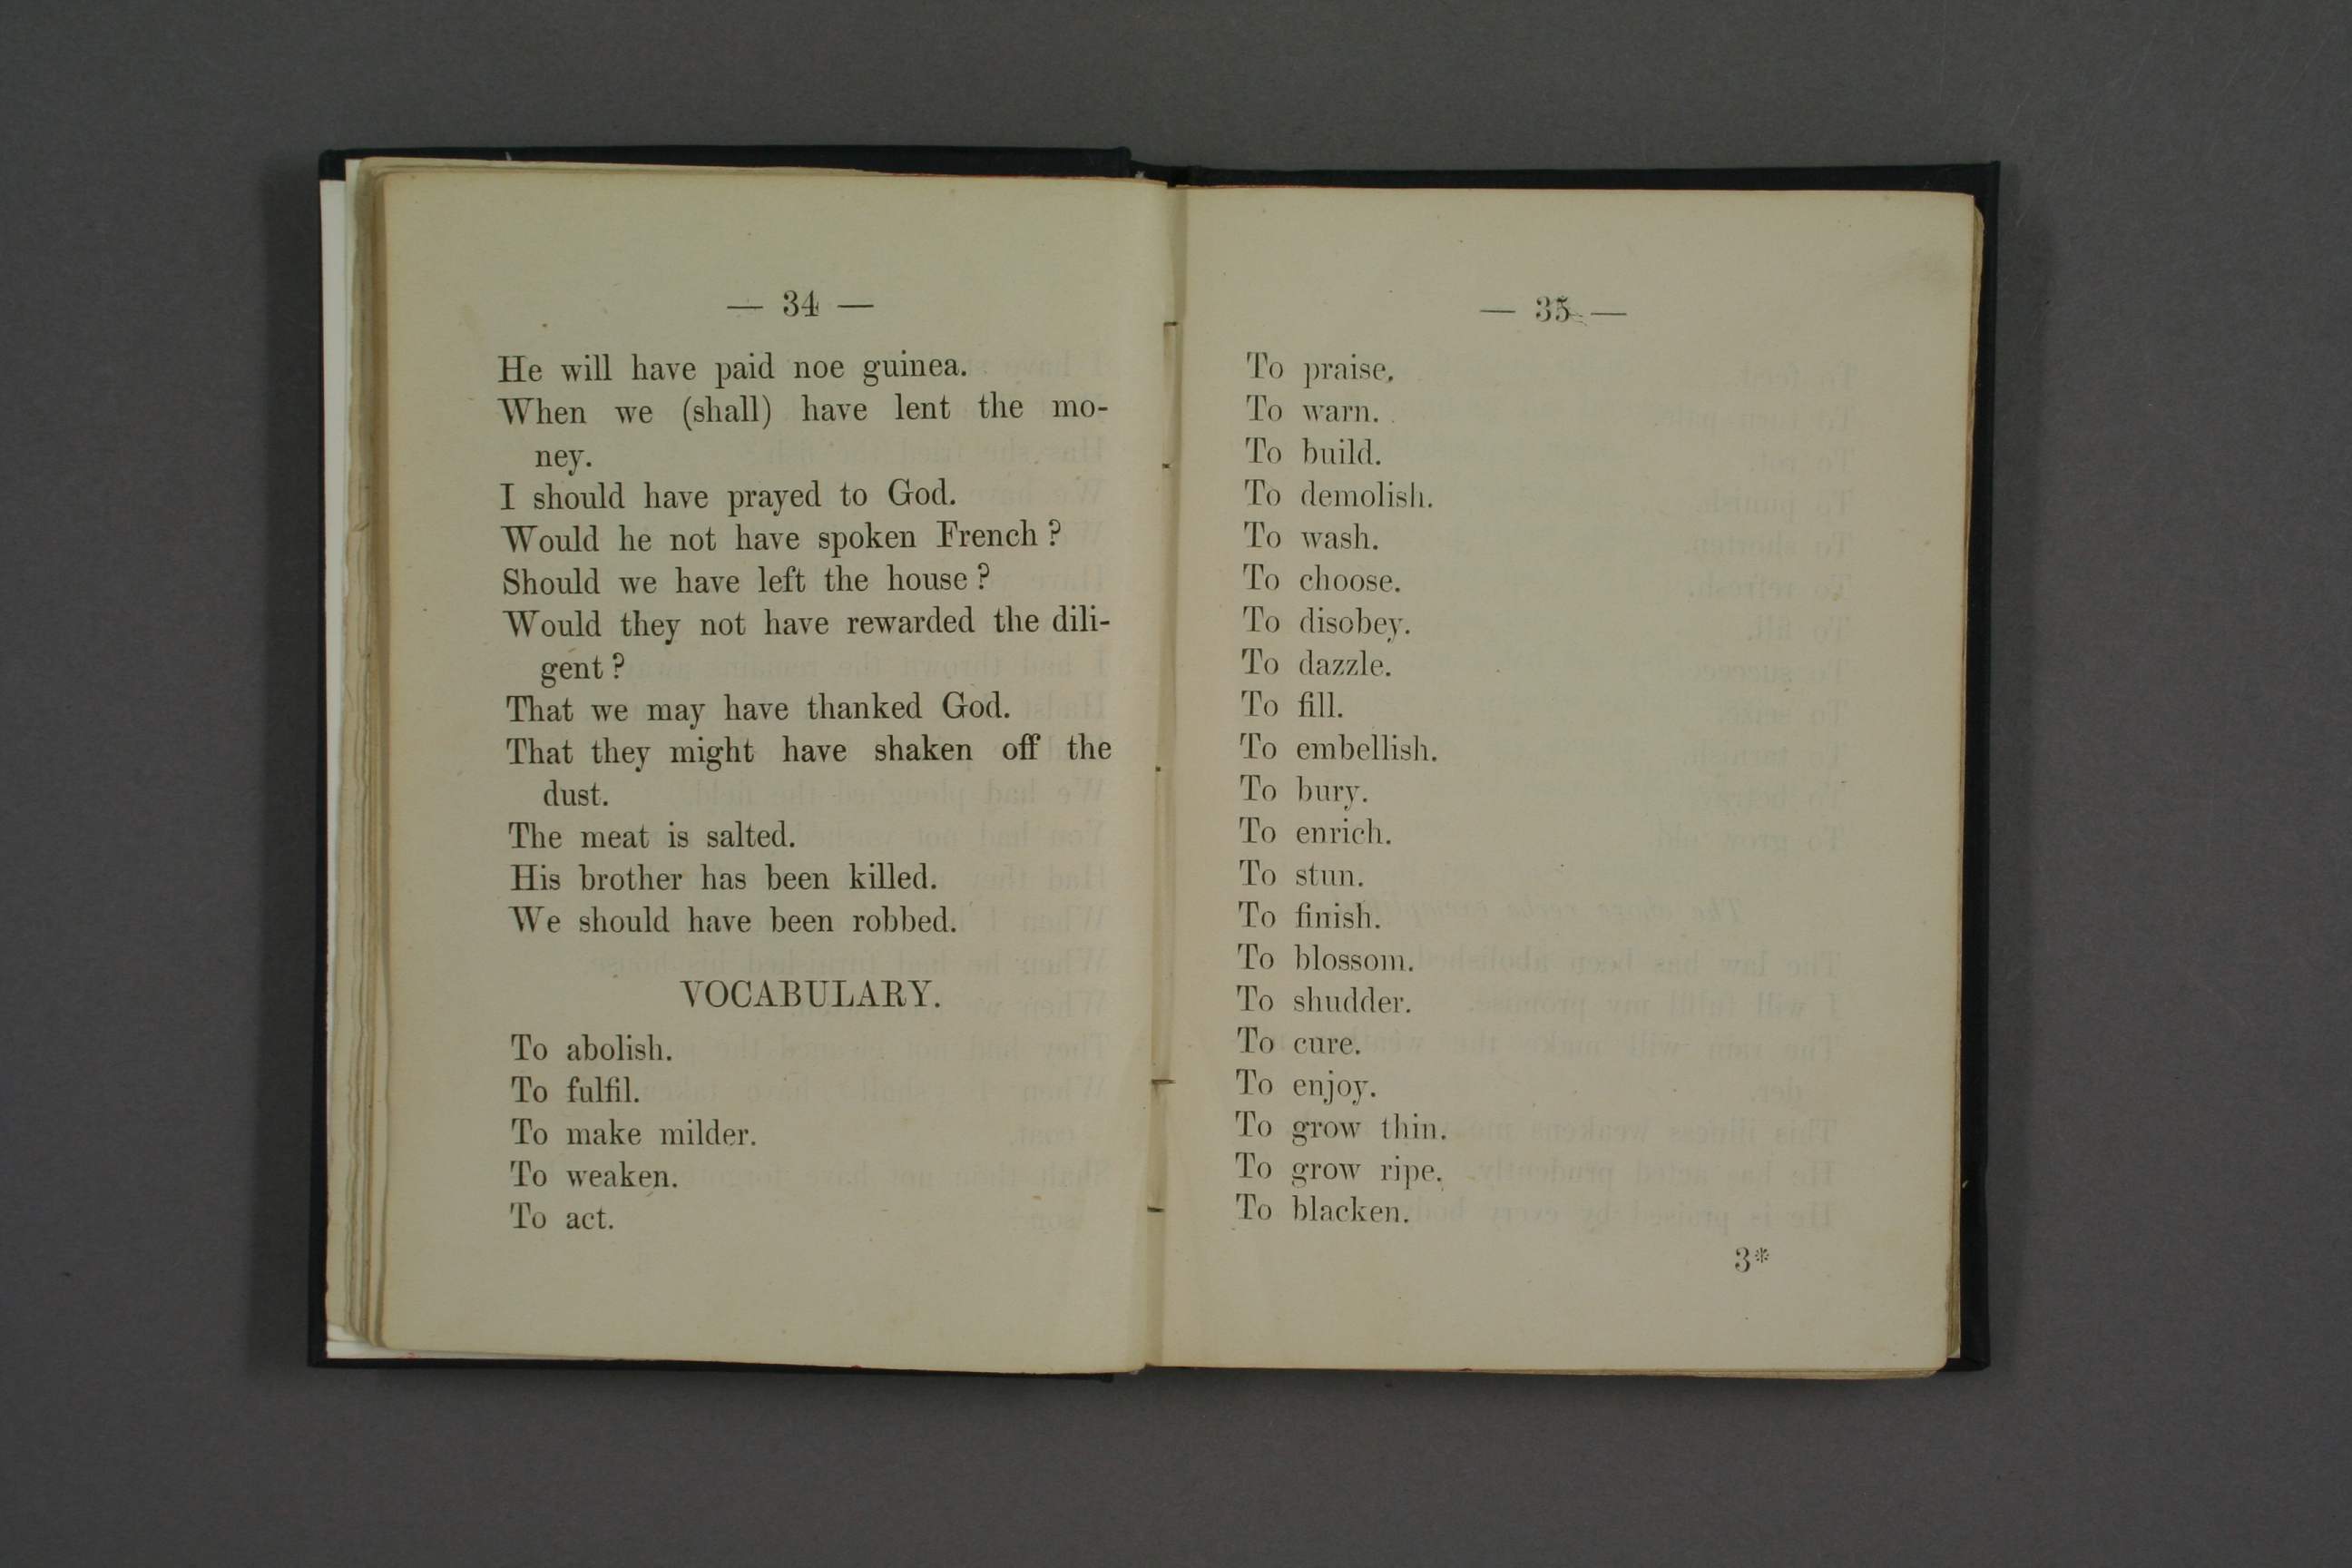 — 34 —
He will have paid noe guinea.
When we (shall) have lent the mo-
ney.
I should have prayed to God.
Would he not have spoken French ?
Should we have left the house ?
Would they not have rewarded the dili-
gent ?
That we may have thanked God.
That they might have shaken off the
dust.
The meat is salted.
His brother has been killed.
We should have been robbed.
VOCABULARY.
To abolish.
To fulfil.
To make milder.
To weaken.
To act.
— 35 —
To praise.
To warn.
To build.
To demolish.
To wash.
To choose.
To disobey.
To dazzle.
To fill.
To embellish.
To bury.
To enrich.
To stun.
To finish.
To blossom.
To shudder.
To cure.
To enjoy.
To grow thin.
To grow ripe.
To blacken.
3*